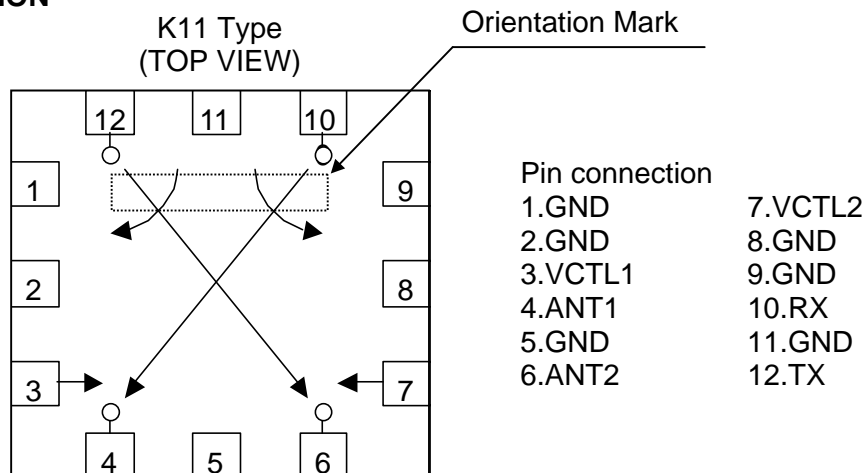 K11 Type
(TOP VIEW)
Orientation Mark
12 11 10
1 9
2 8
3 7
4 5 6
Pin connection
1.GND 7.VCTL2
2.GND 8.GND
3.VCTL1 9.GND
4.ANT1 10.RX
5.GND 11.GND
6.ANT2 12.TX